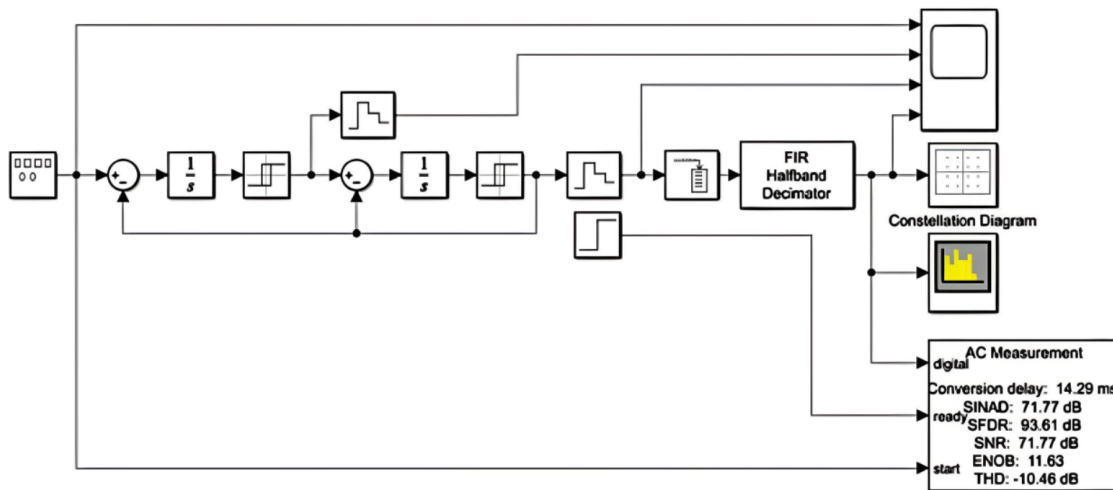 +
−
1
s
+
−
1
s
FIR
Halfband
Decimator
Constellation Diagram
AC Measurement
digital
Conversion delay: 14.29 ms
SINAD: 71.77 dB
ready
SFDR: 93.61 dB
SNR: 71.77 dB
ENOB: 11.63
start
THD: -10.46 dB